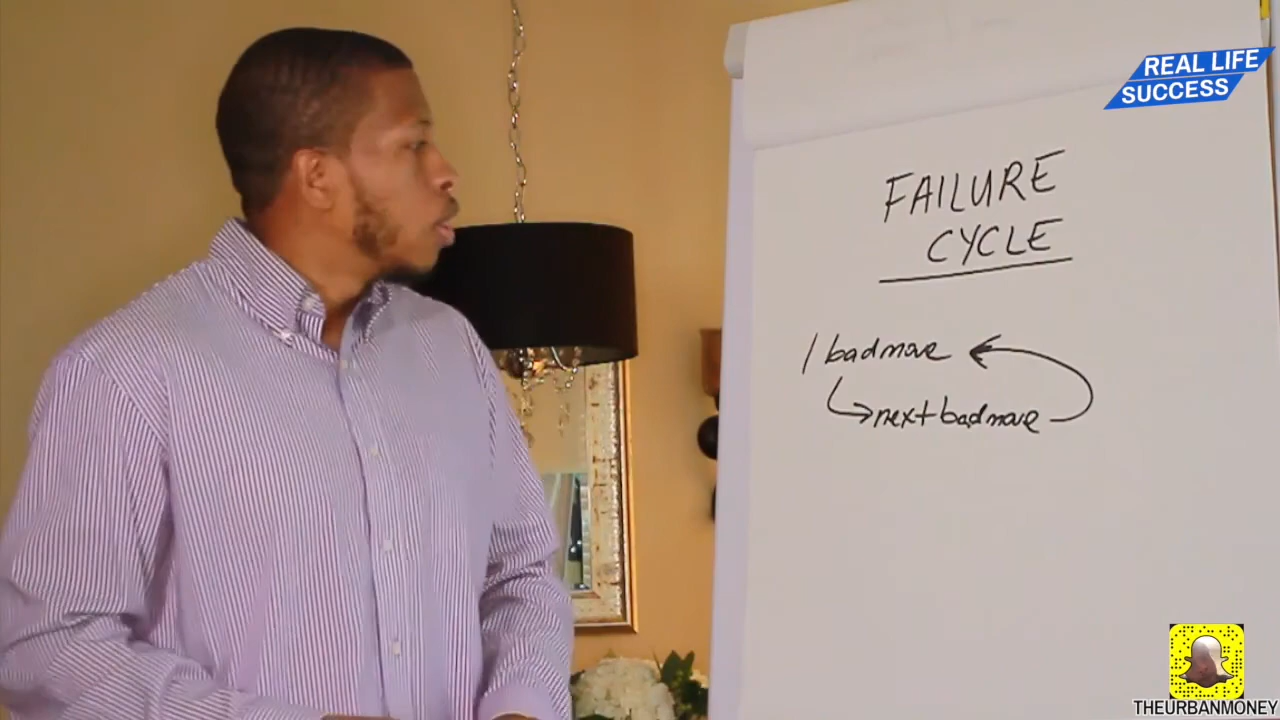 REAL LIFE
SUCCESS
FAILURE
CYCLE
1 bad move
next bad move
THEURBANMONEY